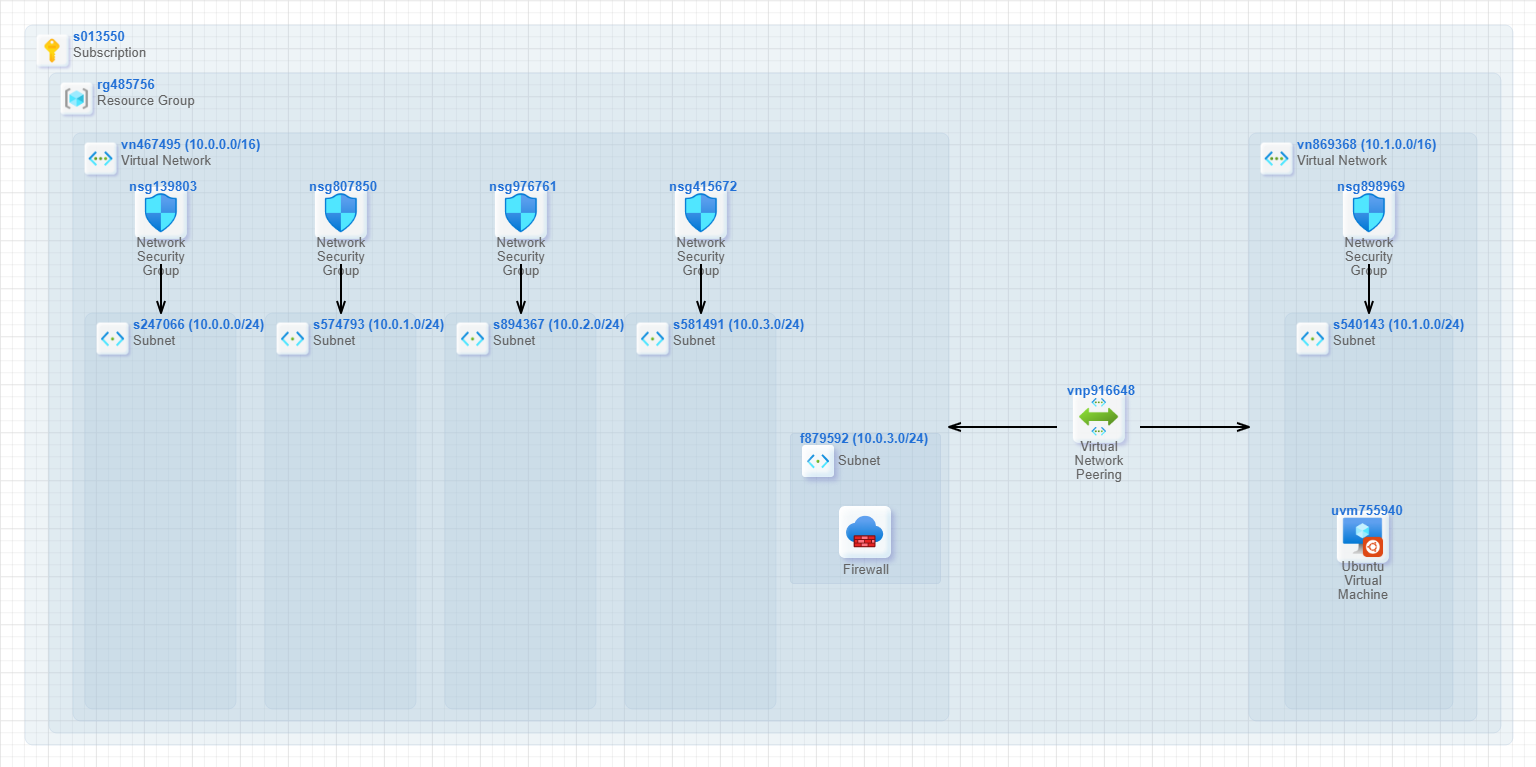 s013550
Subscription
rg485756
Resource Group
vn467495 (10.0.0.0/16)
Virtual Network
nsg139803
Network
Security
Group
nsg807850
Network
Security
Group
nsg976761
Network
Security
Group
nsg415672
Network
Security
Group
s247066 (10.0.0.0/24)
Subnet
s574793 (10.0.1.0/24)
Subnet
s894367 (10.0.2.0/24)
Subnet
s581491 (10.0.3.0/24)
Subnet
f879592 (10.0.3.0/24)
Subnet
Firewall
vnp916648
Virtual
Network
Peering
vn869368 (10.1.0.0/16)
Virtual Network
nsg898969
Network
Security
Group
s540143 (10.1.0.0/24)
Subnet
uvm755940
Ubuntu
Virtual
Machine